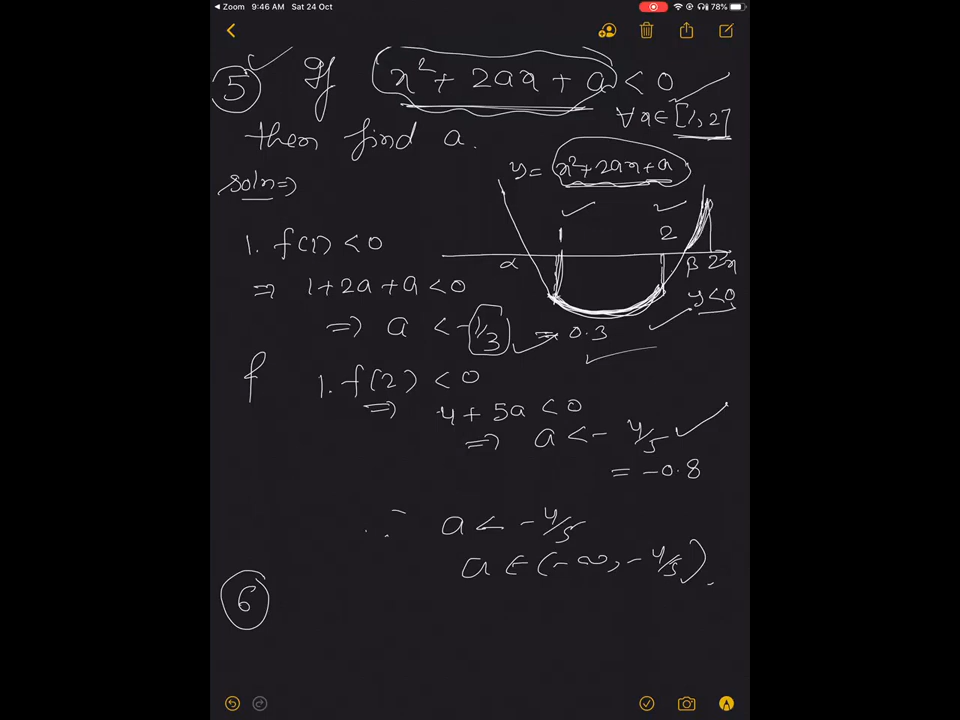 Zoom 9:46 AM Sat 24 Oct 78%
5 If x² + 2ax + a < 0
∀ x ∈ [1, 2]
then find a.
y = x² + 2ax + a
soln ⇒
1 2
1. f(1) < 0
α β 2 x
⇒ 1 + 2a + a < 0
y < 0
⇒ a < -1/3 = 0.3
f 1. f(2) < 0
⇒ 4 + 5a < 0
⇒ a < - 4/5
= -0.8
∴ a < - 4/5
a ∈ (-∞, - 4/5).
6